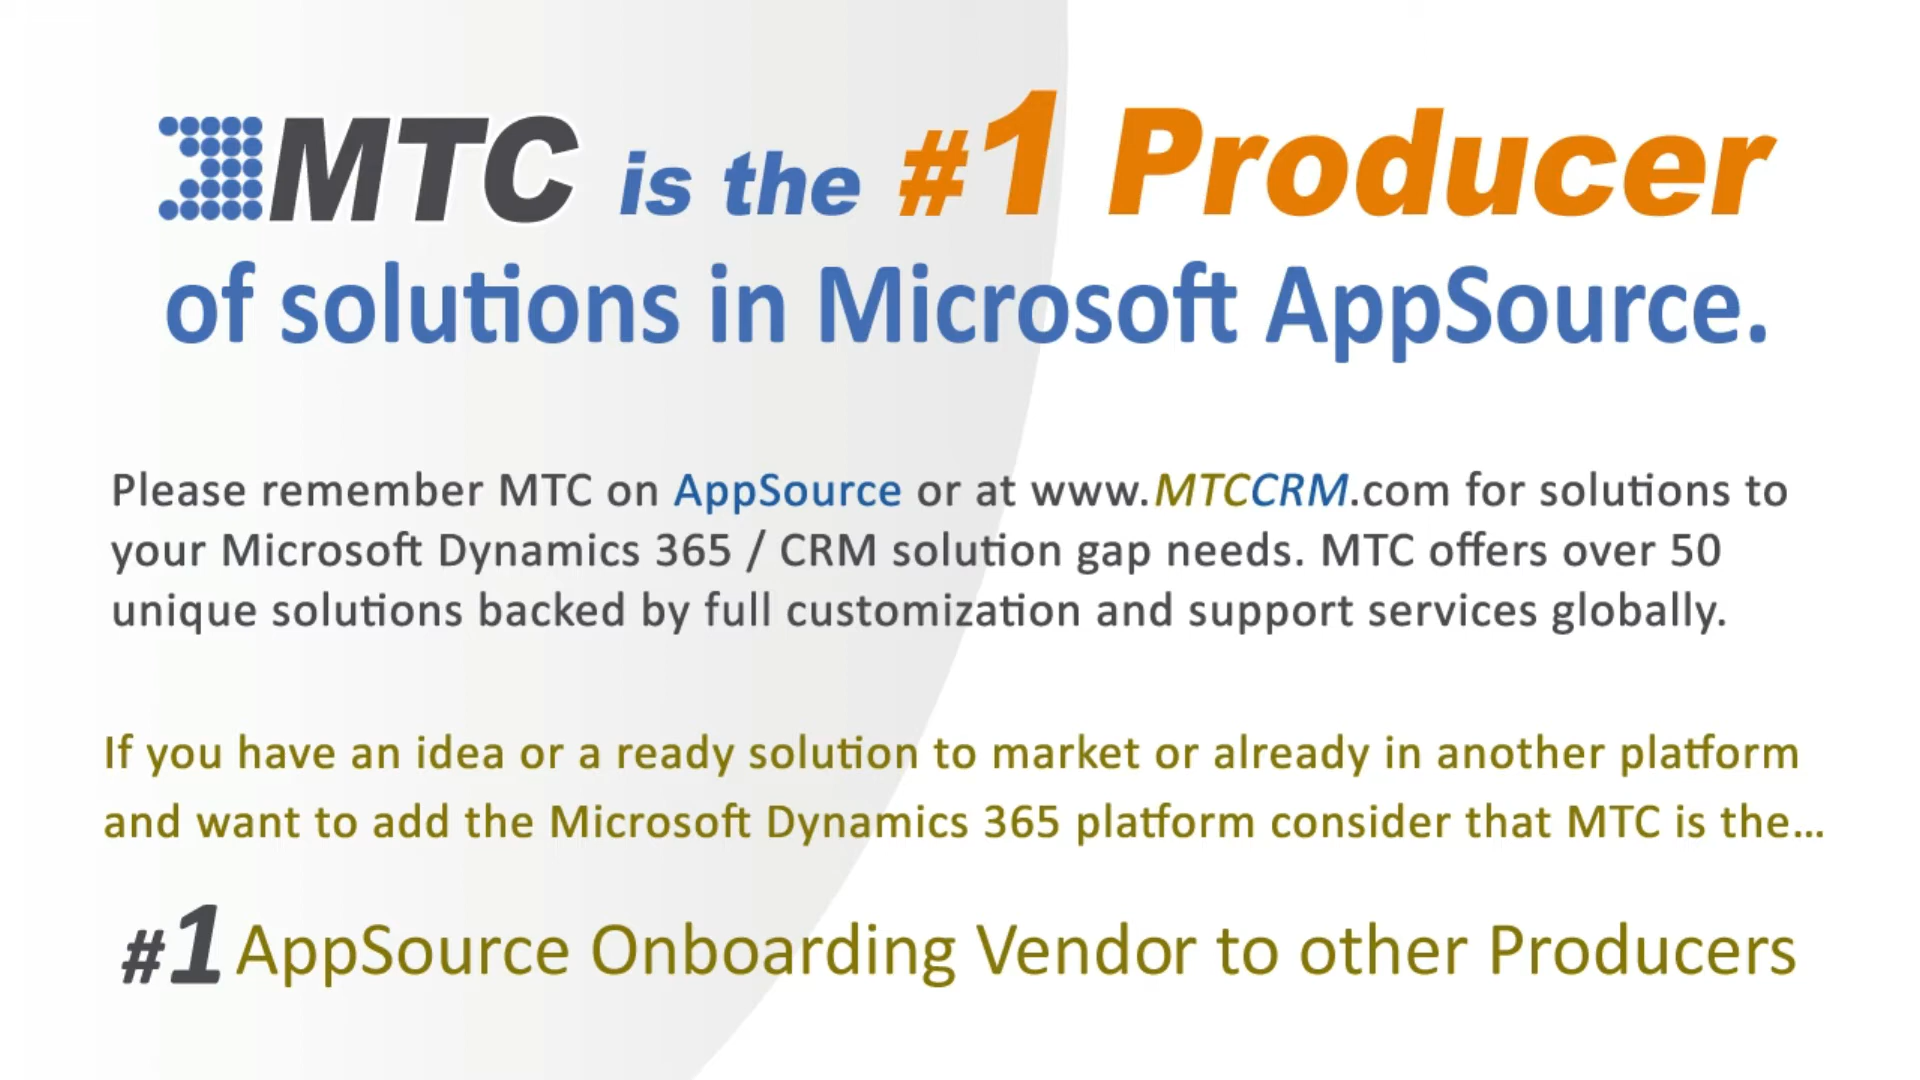 MTC is the #1 Producer
of solutions in Microsoft AppSource.
Please remember MTC on AppSource or at www.MTCCRM.com for solutions to
your Microsoft Dynamics 365 / CRM solution gap needs. MTC offers over 50
unique solutions backed by full customization and support services globally.
If you have an idea or a ready solution to market or already in another platform
and want to add the Microsoft Dynamics 365 platform consider that MTC is the...
#1 AppSource Onboarding Vendor to other Producers